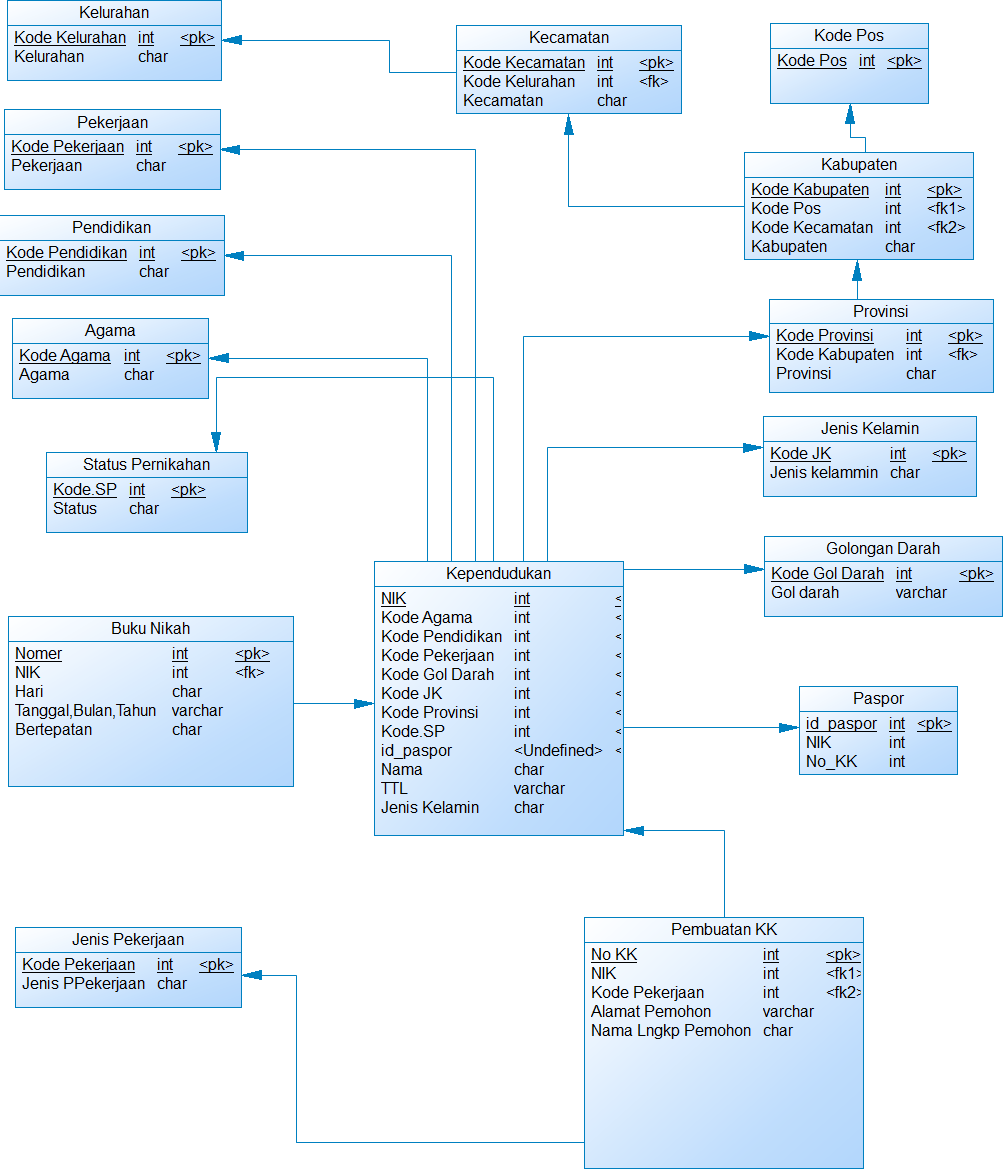 Kelurahan
Kode Kelurahan int <pk>
Kelurahan char
Kecamatan
Kode Kecamatan int <pk>
Kode Kelurahan int <fk>
Kecamatan char
Kode Pos
Kode Pos int <pk>
Pekerjaan
Kode Pekerjaan int <pk>
Pekerjaan char
Kabupaten
Kode Kabupaten int <pk>
Kode Pos int <fk1>
Kode Kecamatan int <fk2>
Kabupaten char
Pendidikan
Kode Pendidikan int <pk>
Pendidikan char
Agama
Kode Agama int <pk>
Agama char
Provinsi
Kode Provinsi int <pk>
Kode Kabupaten int <fk>
Provinsi char
Status Pernikahan
Kode.SP int <pk>
Status char
Jenis Kelamin
Kode JK int <pk>
Jenis kelammin char
Golongan Darah
Kode Gol Darah int <pk>
Gol darah varchar
Kependudukan
NIK int <
Kode Agama int <
Kode Pendidikan int <
Kode Pekerjaan int <
Kode Gol Darah int <
Kode JK int <
Kode Provinsi int <
Kode.SP int <
id_paspor <Undefined> <
Nama char
TTL varchar
Jenis Kelamin char
Buku Nikah
Nomer int <pk>
NIK int <fk>
Hari char
Tanggal,Bulan,Tahun varchar
Bertepatan char
Paspor
id_paspor int <pk>
NIK int
No_KK int
Jenis Pekerjaan
Kode Pekerjaan int <pk>
Jenis PPekerjaan char
Pembuatan KK
No KK int <pk>
NIK int <fk1>
Kode Pekerjaan int <fk2>
Alamat Pemohon varchar
Nama Lngkp Pemohon char